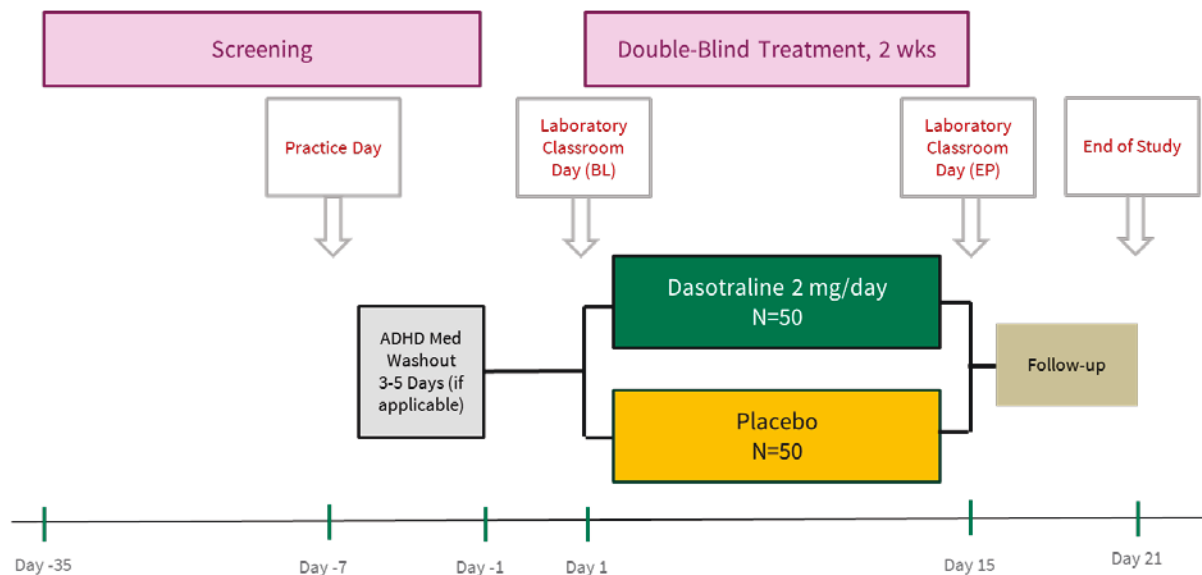 Screening
Double-Blind Treatment, 2 wks
Practice Day
Laboratory
Classroom
Day (BL)
Laboratory
Classroom
Day (EP)
End of Study
ADHD Med
Washout
3-5 Days (if
applicable)
Dasotraline 2 mg/day
N=50
Placebo
N=50
Follow-up
Day -35
Day -7
Day -1
Day 1
Day 15
Day 21